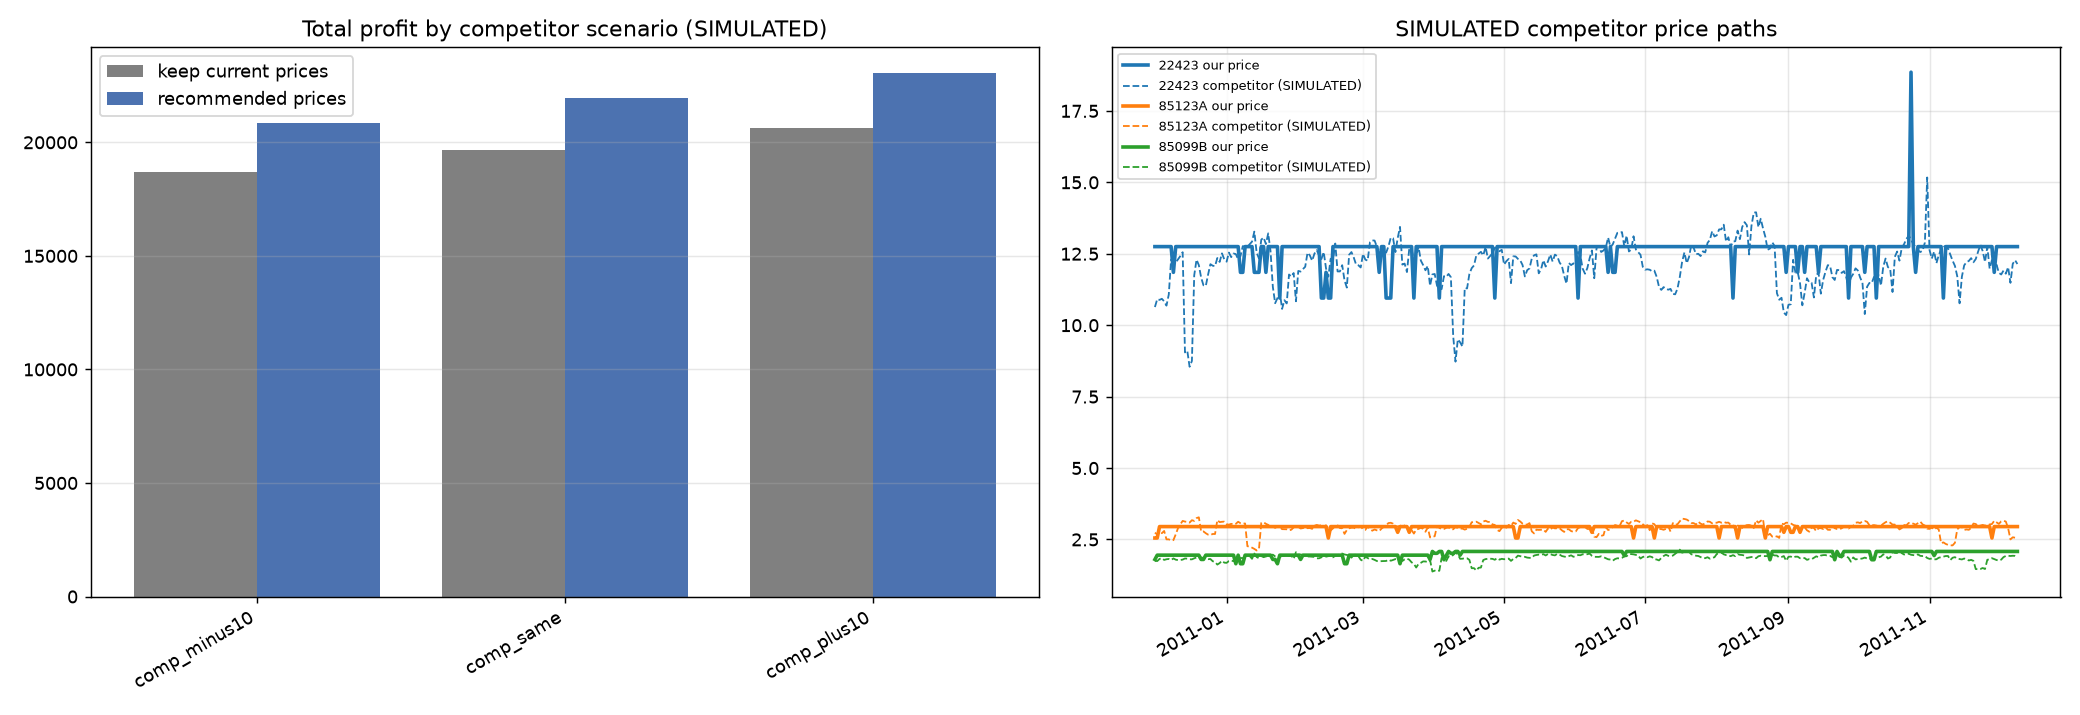 Total profit by competitor scenario (SIMULATED)
keep current prices
recommended prices
20000
15000
10000
5000
0
comp_minus10
comp_same
comp_plus10
SIMULATED competitor price paths
22423 our price
22423 competitor (SIMULATED)
85123A our price
85123A competitor (SIMULATED)
85099B our price
85099B competitor (SIMULATED)
17.5
15.0
12.5
10.0
7.5
5.0
2.5
2011-01
2011-03
2011-05
2011-07
2011-09
2011-11